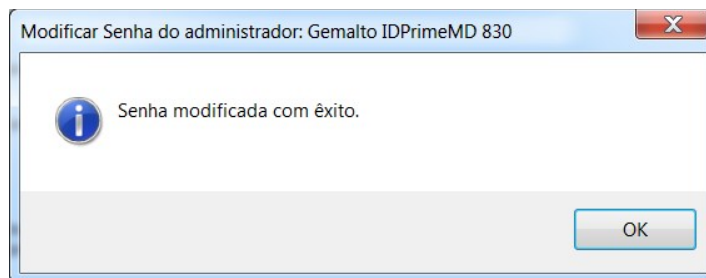 Modificar Senha do administrador: Gemalto IDPrimeMD 830
Senha modificada com êxito.
OK